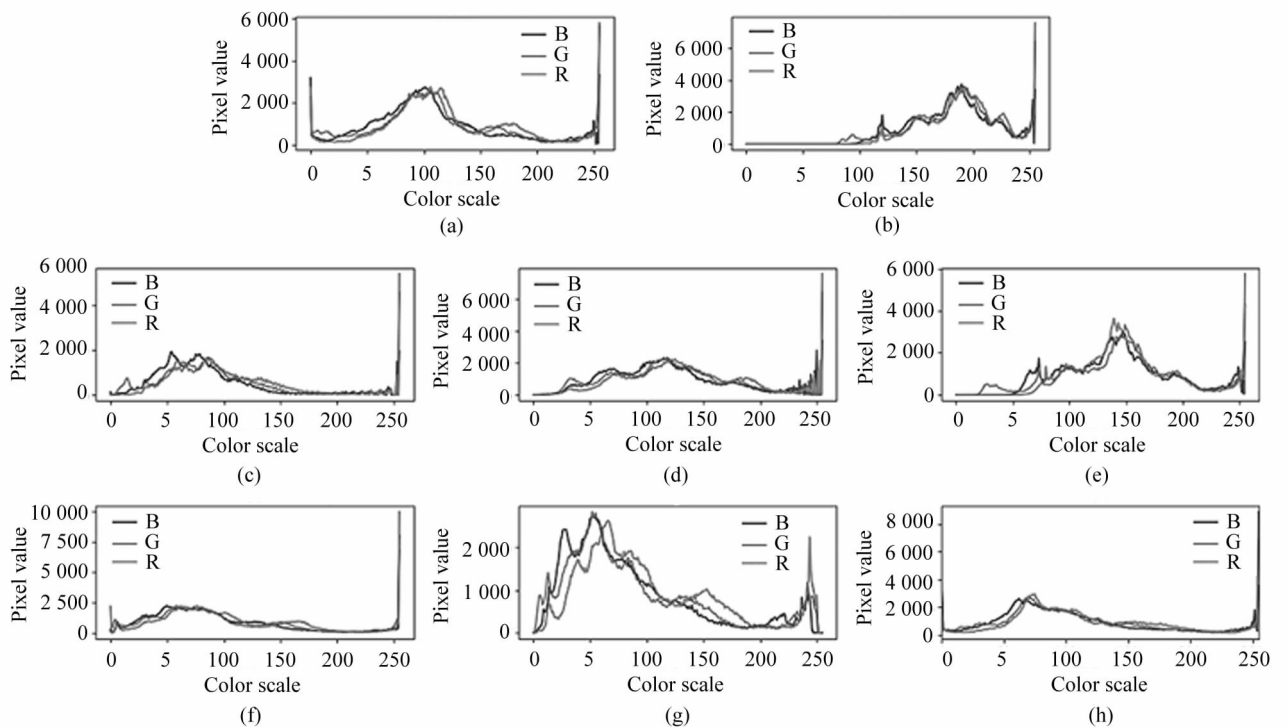 6 000
4 000
2 000
0
Pixel value
B
G
R
0 5 100 150 200 250
Color scale
(a)
6 000
4 000
2 000
0
Pixel value
B
G
R
0 5 100 150 200 250
Color scale
(b)
6 000
4 000
2 000
0
Pixel value
B
G
R
0 5 100 150 200 250
Color scale
(c)
6 000
4 000
2 000
0
Pixel value
B
G
R
0 5 100 150 200 250
Color scale
(d)
6 000
4 000
2 000
0
Pixel value
B
G
R
0 5 100 150 200 250
Color scale
(e)
10 000
7 500
5 000
2 500
0
Pixel value
B
G
R
0 5 100 150 200 250
Color scale
(f)
2 000
1 000
0
Pixel value
B
G
R
0 5 100 150 200 250
Color scale
(g)
8 000
6 000
4 000
2 000
0
Pixel value
B
G
R
0 5 100 150 200 250
Color scale
(h)